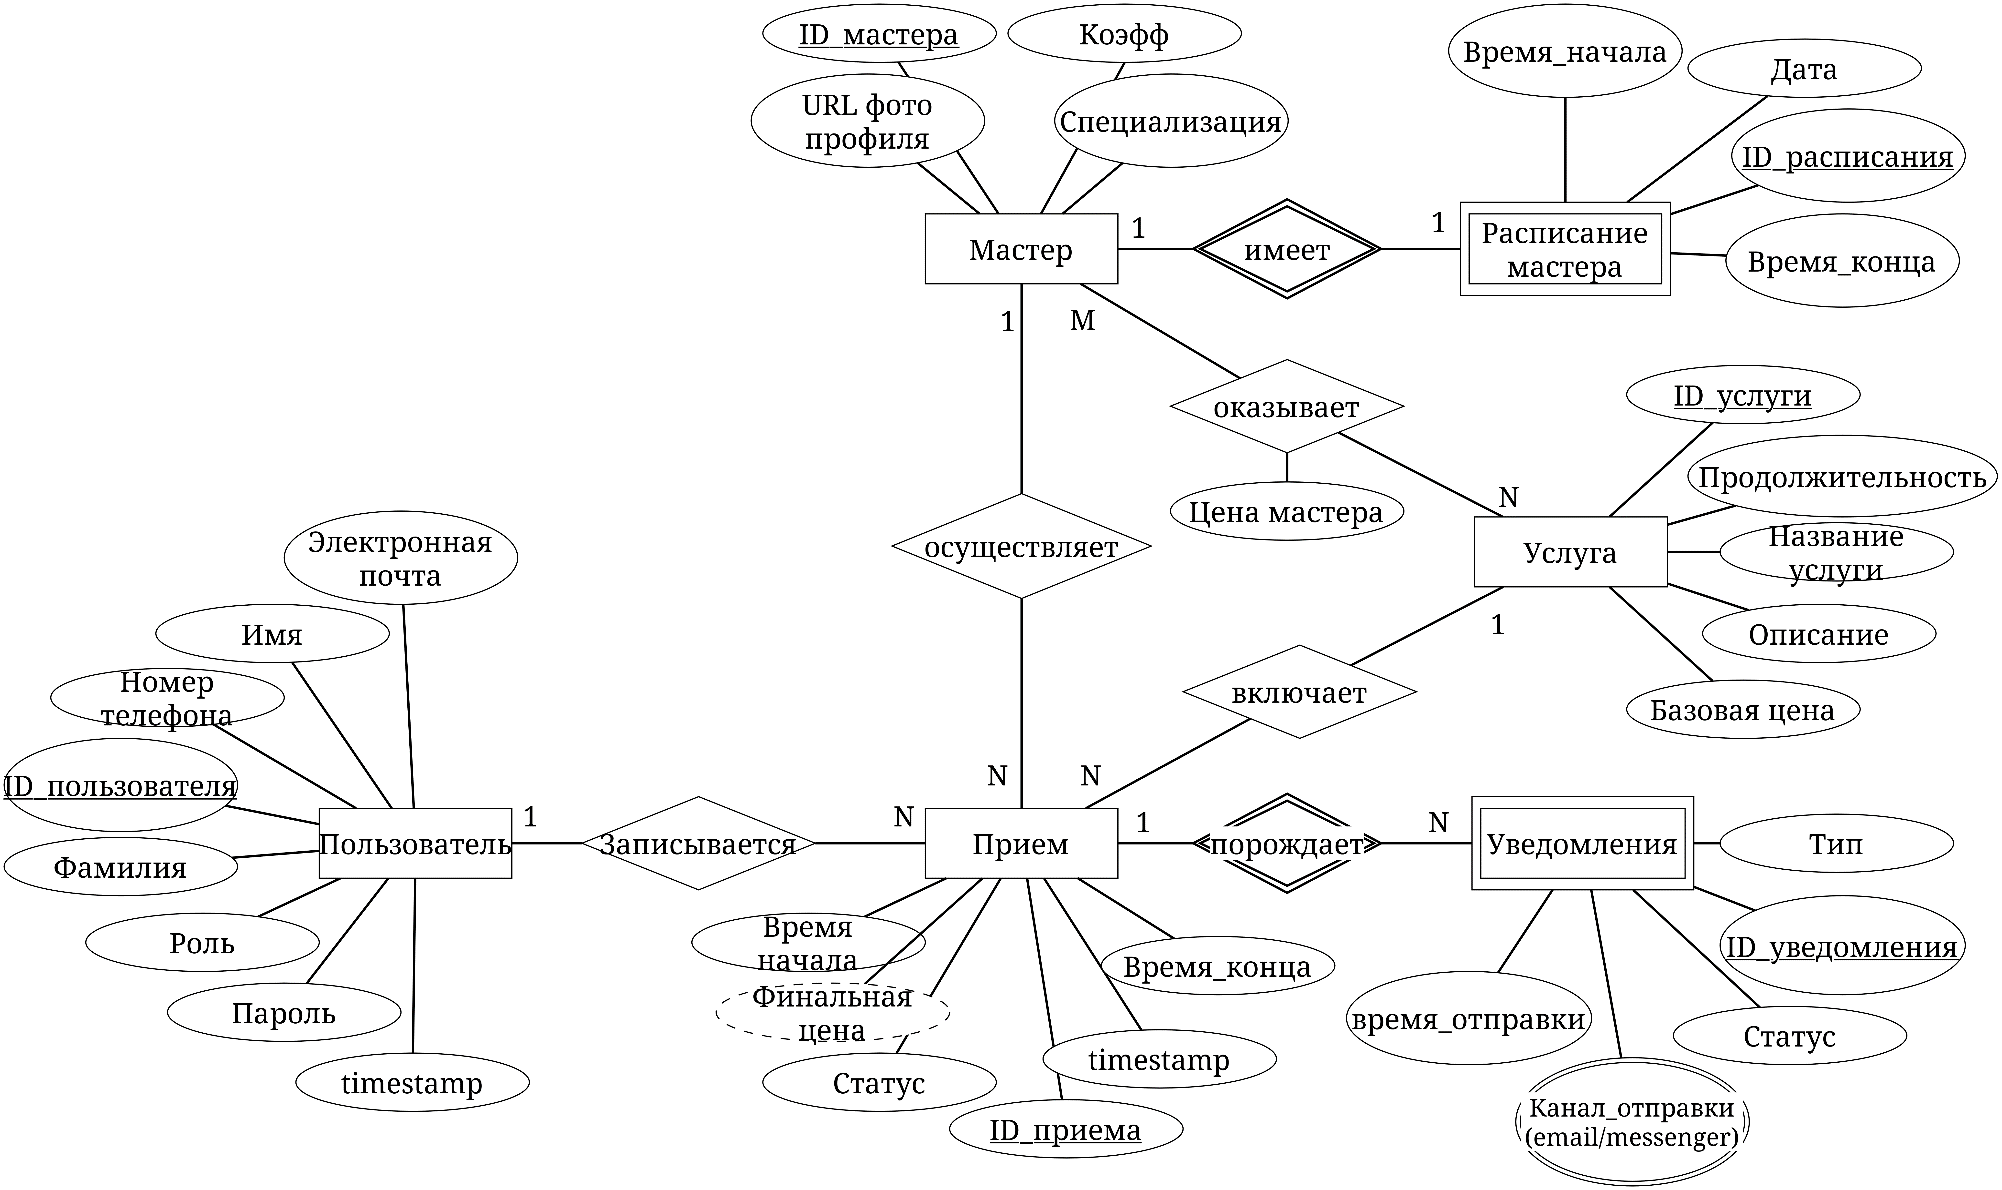 ID_мастера
Коэфф
Время_начала
Дата
URL фото
профиля
Специализация
ID_расписания
Мастер
1
имеет
1
Расписание
мастера
Время_конца
1
M
оказывает
ID_услуги
Продолжительность
Цена мастера
N
осуществляет
Услуга
Название
услуги
Электронная
почта
Имя
1
Описание
Номер
телефона
включает
Базовая цена
ID_пользователя
N
N
Пользователь
1
Записывается
N
Прием
1
порождает
N
Уведомления
Тип
Фамилия
Роль
Время
начала
Время_конца
ID_уведомления
Пароль
Финальная
цена
время_отправки
Статус
timestamp
Статус
timestamp
ID_приема
Канал_отправки
(email/messenger)